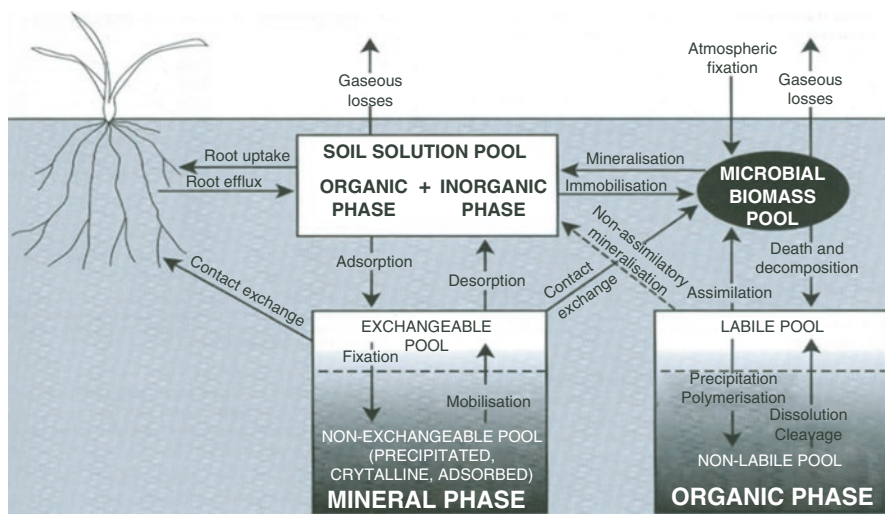 Gaseous
losses
Atmospheric
fixation
Gaseous
losses
Root uptake
Root efflux
SOIL SOLUTION POOL
ORGANIC + INORGANIC
PHASE PHASE
Mineralisation
Immobilisation
MICROBIAL
BIOMASS
POOL
Adsorption
Desorption
Contact exchange
Contact
exchange
Non-assimilatory
mineralisation
Assimilation
Death and
decomposition
EXCHANGEABLE
POOL
Fixation
Mobilisation
NON-EXCHANGEABLE POOL
(PRECIPITATED,
CRYTALLINE, ADSORBED)
MINERAL PHASE
LABILE POOL
Precipitation
Polymerisation
Dissolution
Cleavage
NON-LABILE POOL
ORGANIC PHASE